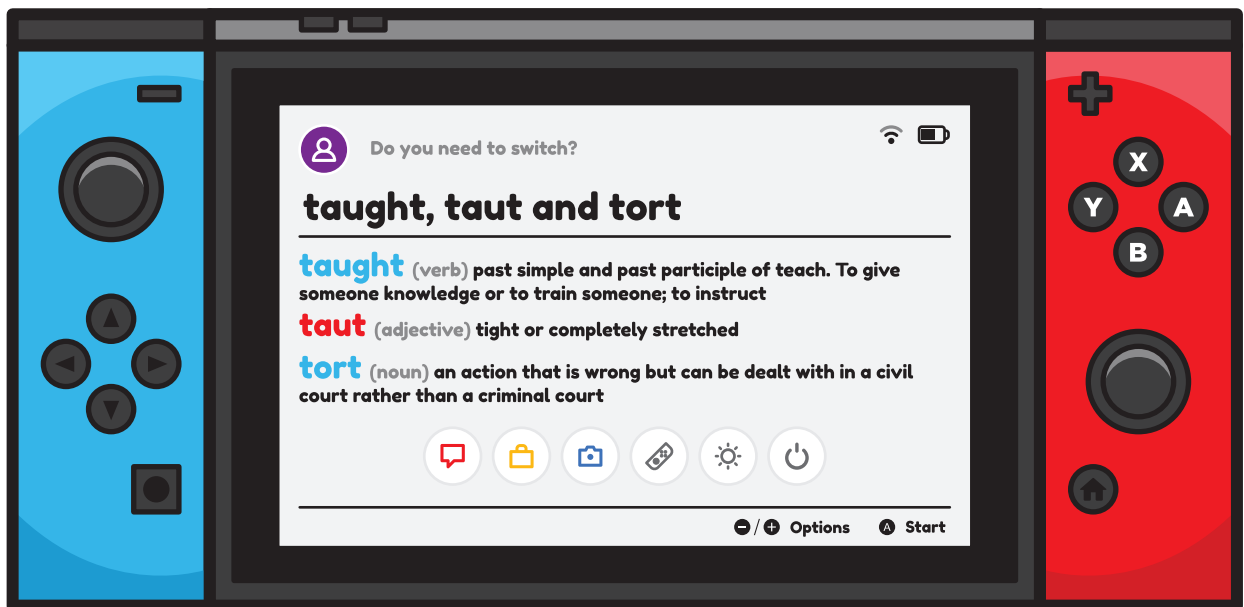 Do you need to switch?
taught, taut and tort
taught (verb) past simple and past participle of teach. To give
someone knowledge or to train someone; to instruct
taut (adjective) tight or completely stretched
tort (noun) an action that is wrong but can be dealt with in a civil
court rather than a criminal court
X
Y A
B
−/+ Options A Start